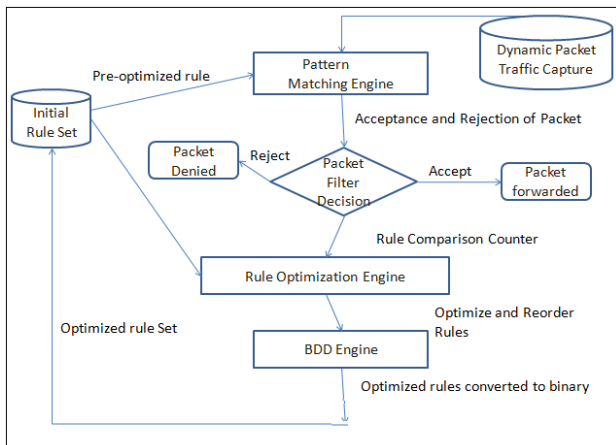 Dynamic Packet
Traffic Capture
Pattern
Matching Engine
Pre-optimized rule
Initial
Rule Set
Acceptance and Rejection of Packet
Packet
Denied
Reject
Packet
Filter
Decision
Accept
Packet
forwarded
Rule Comparison Counter
Rule Optimization Engine
Optimized rule Set
Optimize and Reorder
Rules
BDD Engine
Optimized rules converted to binary